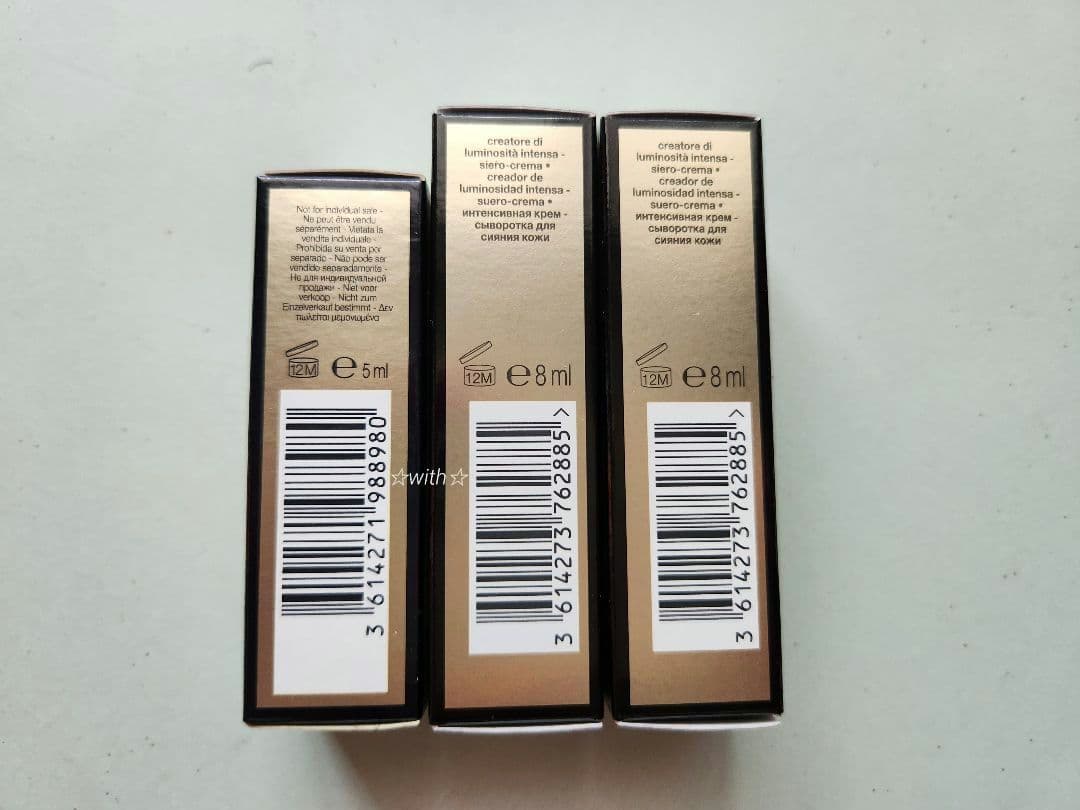 Not for individual sale -
Ne peut être vendu
séparément - Vietata la
vendita individuale -
Prohibida su venta por
separado - Não pode ser
vendido separadamente -
Не для индивидуальной
продажи - Niet voor
verkoop - Nicht zum
Einzelverkauf bestimmt - Δεν
πωλείται μεμονωμένα
12M e 5 ml
3 614271 988980
creatore di
luminosità intensa -
siero-crema •
creador de
luminosidad intensa -
suero-crema •
интенсивная крем -
сыворотка для
сияния кожи
12M e 8 ml
3 614273 762885 >
creatore di
luminosità intensa -
siero-crema •
creador de
luminosidad intensa -
suero-crema •
интенсивная крем -
сыворотка для
сияния кожи
12M e 8 ml
3 614273 762885 >
☆with☆